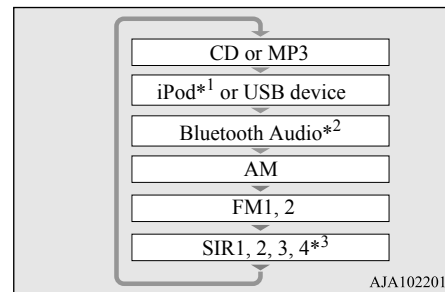 CD or MP3
iPod*1 or USB device
Bluetooth Audio*2
AM
FM1, 2
SIR1, 2, 3, 4*3
AJA102201